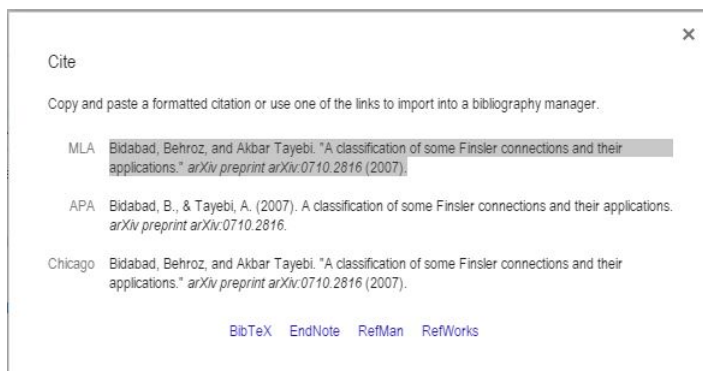 ×
Cite
Copy and paste a formatted citation or use one of the links to import into a bibliography manager.
MLA Bidabad, Behroz, and Akbar Tayebi. "A classification of some Finsler connections and their
applications." arXiv preprint arXiv:0710.2816 (2007).
APA Bidabad, B., & Tayebi, A. (2007). A classification of some Finsler connections and their applications.
arXiv preprint arXiv:0710.2816.
Chicago Bidabad, Behroz, and Akbar Tayebi. "A classification of some Finsler connections and their
applications." arXiv preprint arXiv:0710.2816 (2007).
BibTeX EndNote RefMan RefWorks